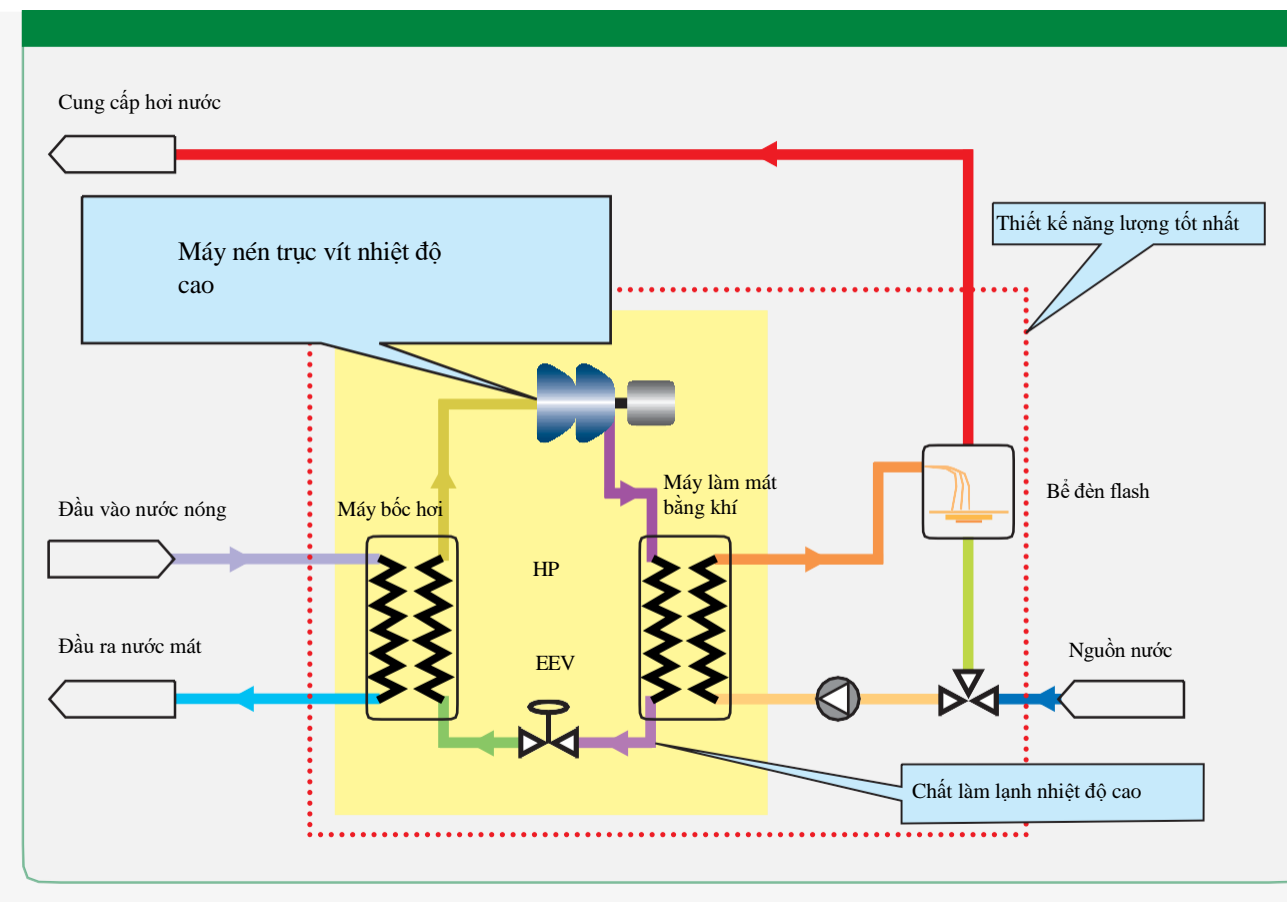 Cung cấp hơi nước
Máy nén trục vít nhiệt độ
cao
Thiết kế năng lượng tốt nhất
Đầu vào nước nóng
Máy bốc hơi
Máy làm mát
bằng khí
Bể đèn flash
HP
Đầu ra nước mát
EEV
Nguồn nước
Chất làm lạnh nhiệt độ cao